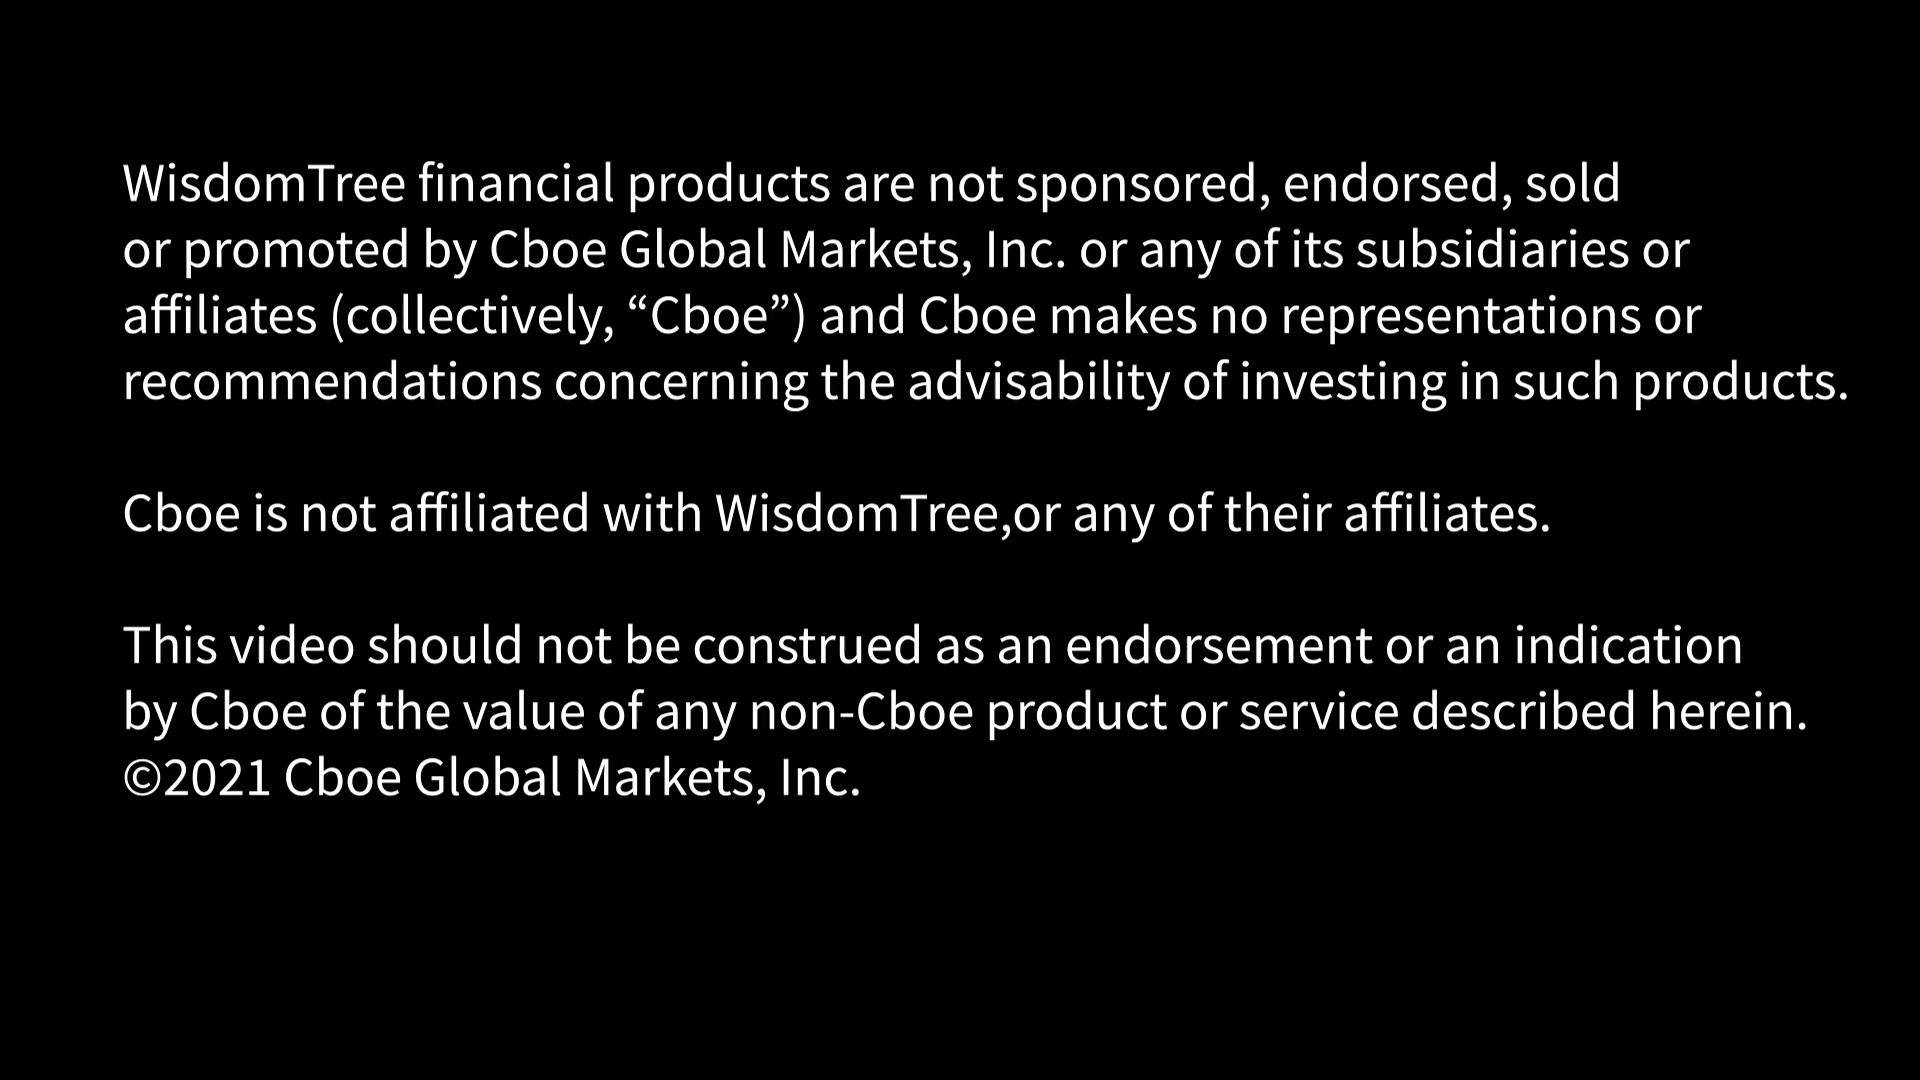 WisdomTree financial products are not sponsored, endorsed, sold
or promoted by Cboe Global Markets, Inc. or any of its subsidiaries or
affiliates (collectively, “Cboe”) and Cboe makes no representations or
recommendations concerning the advisability of investing in such products.
Cboe is not affiliated with WisdomTree,or any of their affiliates.
This video should not be construed as an endorsement or an indication
by Cboe of the value of any non-Cboe product or service described herein.
©2021 Cboe Global Markets, Inc.